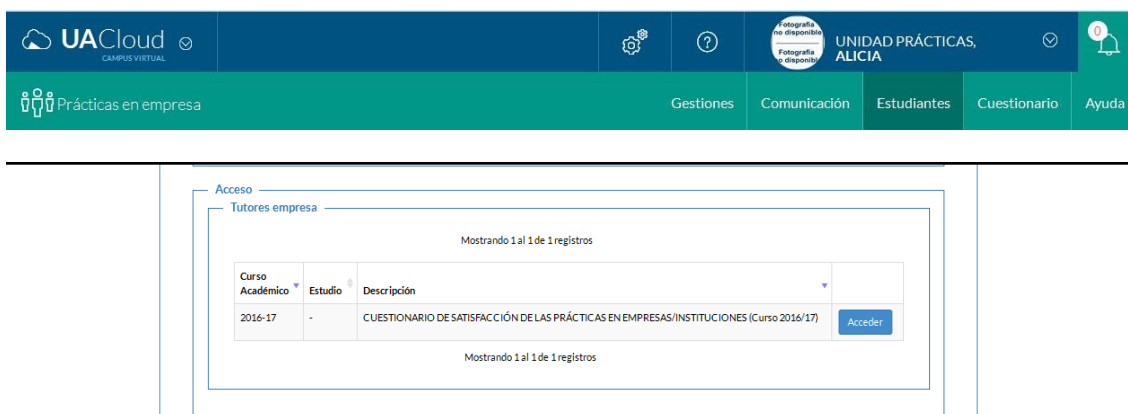 UACloud
CAMPUS VIRTUAL
Fotografía
no disponible
Fotografía
no disponible
UNIDAD PRÁCTICAS,
ALICIA
0
Prácticas en empresa
Gestiones
Comunicación
Estudiantes
Cuestionario
Ayuda
Acceso
Tutores empresa
Mostrando 1 al 1 de 1 registros
Curso
Académico
Estudio
Descripción
2016-17
-
CUESTIONARIO DE SATISFACCIÓN DE LAS PRÁCTICAS EN EMPRESAS/INSTITUCIONES (Curso 2016/17)
Acceder
Mostrando 1 al 1 de 1 registros